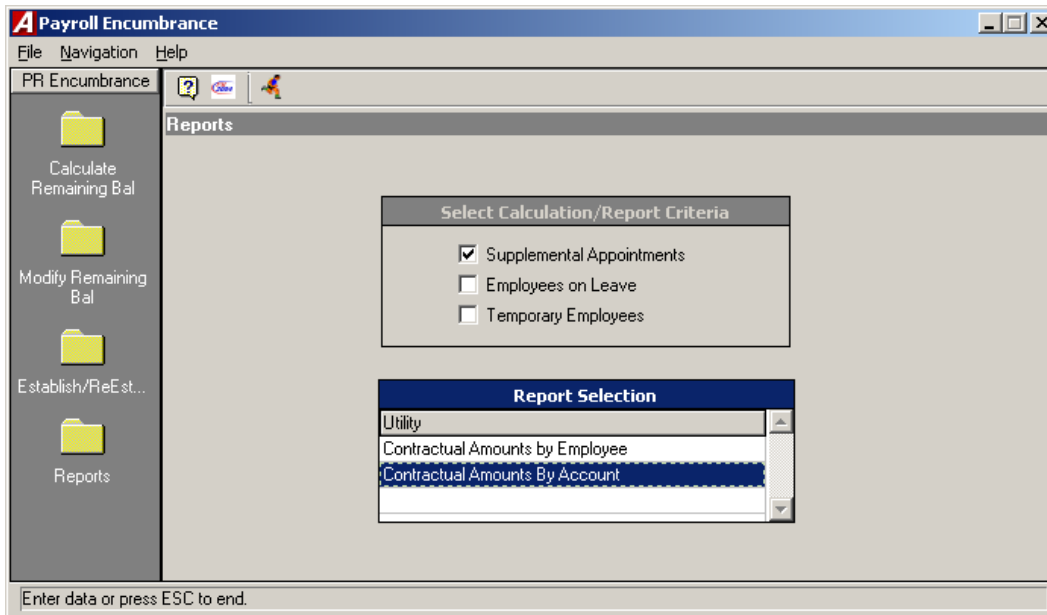 Payroll Encumbrance
File Navigation Help
PR Encumbrance
Reports
Calculate
Remaining Bal
Modify Remaining
Bal
Establish/ReEst...
Reports
Select Calculation/Report Criteria
Supplemental Appointments
Employees on Leave
Temporary Employees
Report Selection
Utility
Contractual Amounts by Employee
Contractual Amounts By Account
Enter data or press ESC to end.